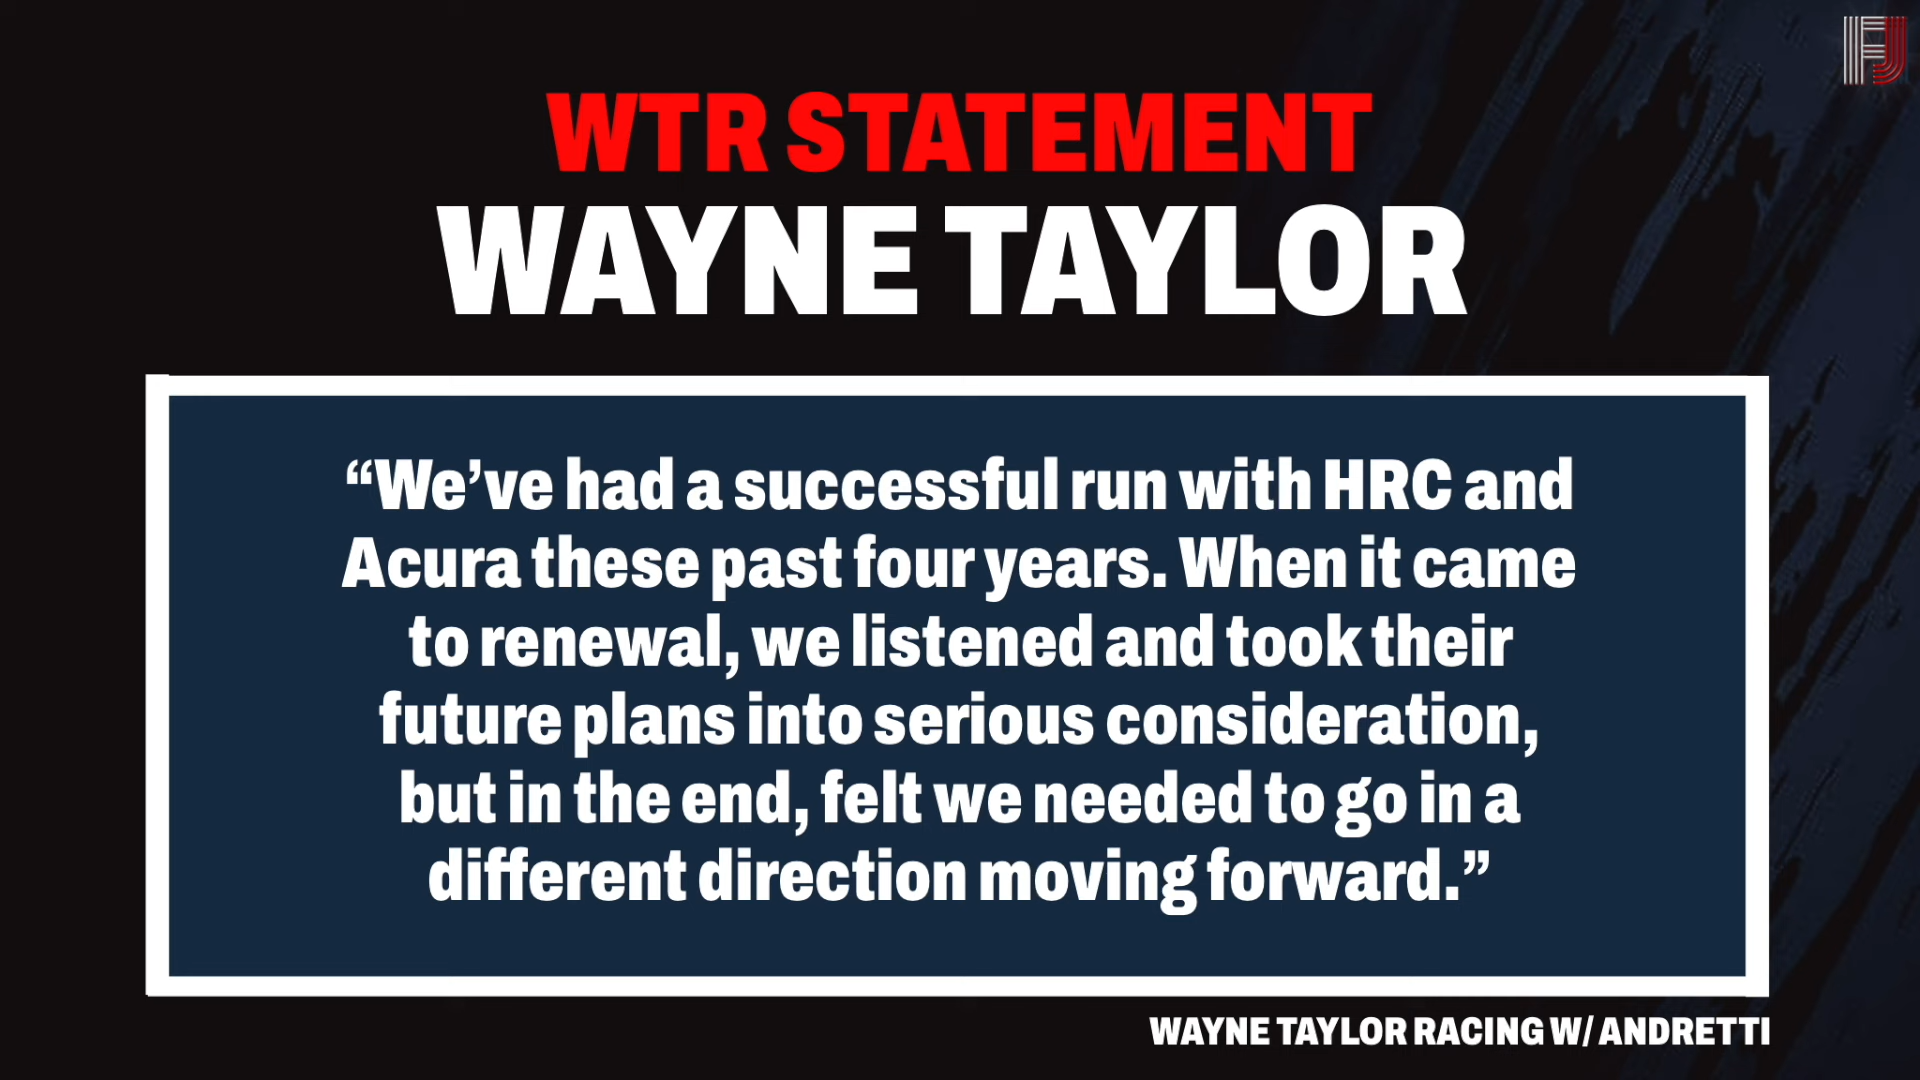 WTR STATEMENT
WAYNE TAYLOR
“We’ve had a successful run with HRC and
Acura these past four years. When it came
to renewal, we listened and took their
future plans into serious consideration,
but in the end, felt we needed to go in a
different direction moving forward.”
WAYNE TAYLOR RACING W/ ANDRETTI